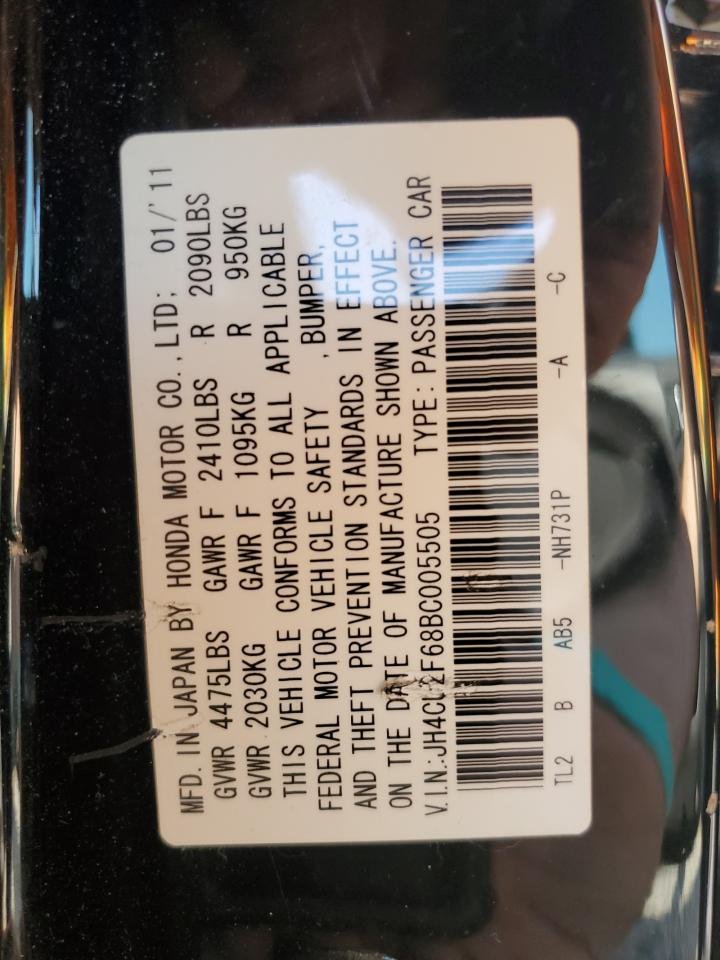 MFD. IN JAPAN BY HONDA MOTOR CO.,LTD; 01/'11
GVWR 4475LBS GAWR F 2410LBS R 2090LBS
GVWR 2030KG GAWR F 1095KG R 950KG
THIS VEHICLE CONFORMS TO ALL APPLICABLE
FEDERAL MOTOR VEHICLE SAFETY ,BUMPER,
AND THEFT PREVENTION STANDARDS IN EFFECT
ON THE DATE OF MANUFACTURE SHOWN ABOVE.
V.I.N.:JH4CU2F68BC005505 TYPE:PASSENGER CAR
TL2 B AB5 -NH731P -A -C